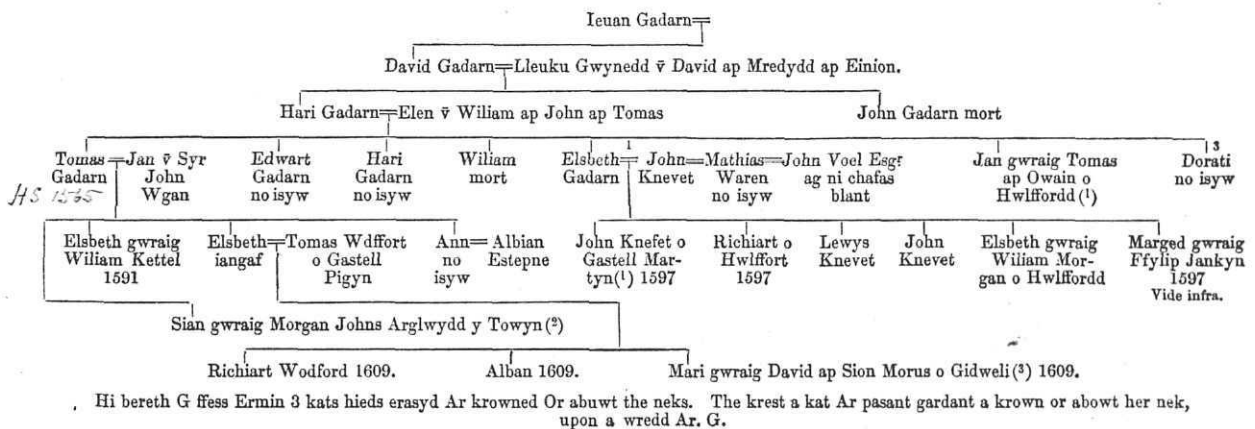 Ieuan Gadarn
David Gadarn Lleuku Gwynedd v̄ David ap Mredydd ap Einion.
Hari Gadarn Elen v̄ Wiliam ap John ap Tomas
John Gadarn mort
1
3
Tomas
Gadarn
HS 1565
Jan v̄ Syr
John
Wgan
Edwart
Gadarn
no isyw
Hari
Gadarn
no isyw
Wiliam
mort
Elsbeth
Gadarn
John
Knevet
Mathias
Waren
no isyw
John Voel Esgr
ag ni chafas
blant
Jan gwraig Tomas
ap Owain o
Hwlffordd (1)
Dorati
no isyw
Elsbeth gwraig
Wiliam Kettel
1591
Elsbeth
iangaf
Tomas Wdffort
o Gastell
Pigyn
Ann
no
isyw
Albian
Estepne
John Knefet o
Gastell Mar-
tyn(1) 1597
Richiart o
Hwlffort
1597
Lewys
Knevet
John
Knevet
Elsbeth gwraig
Wiliam Mor-
gan o Hwlffordd
Marged gwraig
Ffylip Jankyn
1597
Vide infra.
Sian gwraig Morgan Johns Arglwydd y Towyn(2)
Richiart Wodford 1609.
Alban 1609.
Mari gwraig David ap Sion Morus o Gidweli(3) 1609.
Hi bereth G ffess Ermin 3 kats hieds erasyd Ar krowned Or abuwt the neks. The krest a kat Ar pasant gardant a krown or abowt her nek,
upon a wredd Ar. G.